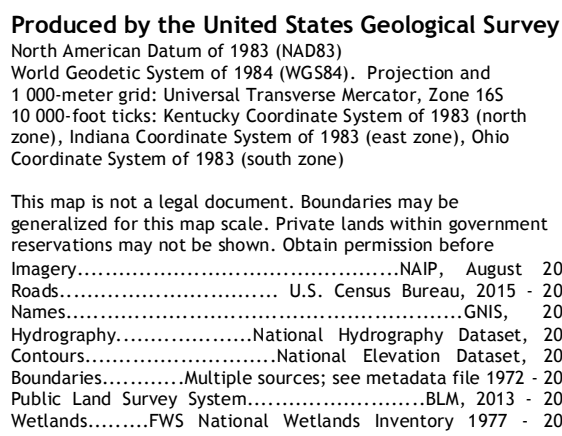 Produced by the United States Geological Survey
North American Datum of 1983 (NAD83)
World Geodetic System of 1984 (WGS84). Projection and
1 000-meter grid: Universal Transverse Mercator, Zone 16S
10 000-foot ticks: Kentucky Coordinate System of 1983 (north
zone), Indiana Coordinate System of 1983 (east zone), Ohio
Coordinate System of 1983 (south zone)
This map is not a legal document. Boundaries may be
generalized for this map scale. Private lands within government
reservations may not be shown. Obtain permission before
Imagery..............................................NAIP, August 20
Roads............................... U.S. Census Bureau, 2015 - 20
Names.........................................................GNIS, 20
Hydrography...................National Hydrography Dataset, 20
Contours...........................National Elevation Dataset, 20
Boundaries...........Multiple sources; see metadata file 1972 - 20
Public Land Survey System.........................BLM, 2013 - 20
Wetlands.........FWS National Wetlands Inventory 1977 - 20